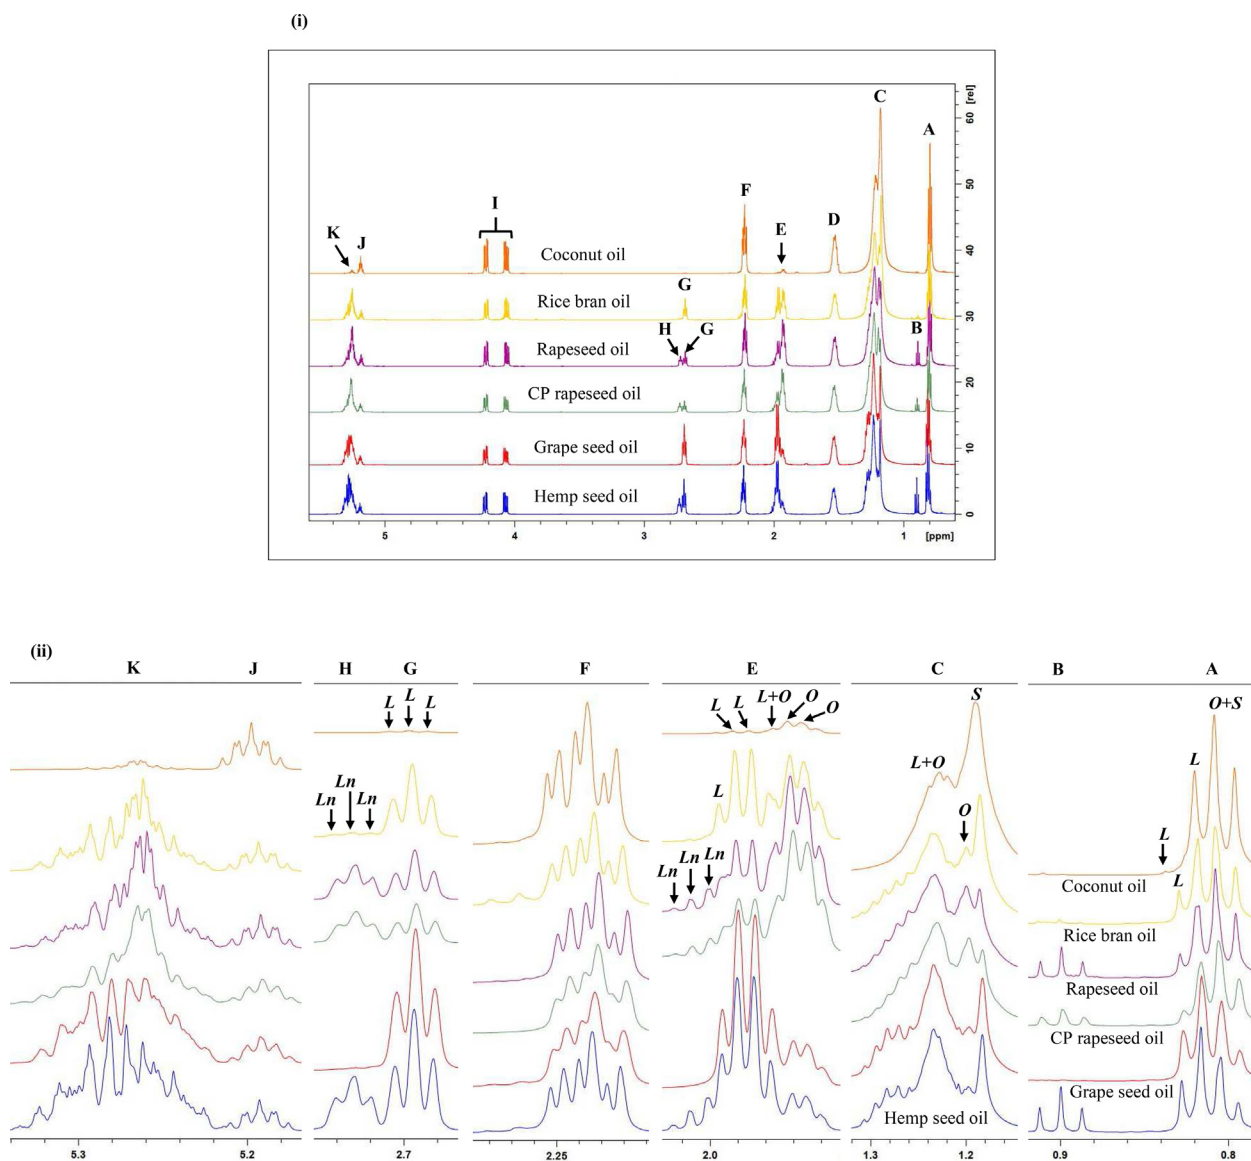 (i)
C
A
[rel]
60
F
50
I
K
J
E
D
40
Coconut oil
G
Rice bran oil
30
H
G
B
Rapeseed oil
20
CP rapeseed oil
Grape seed oil
10
Hemp seed oil
0
5
4
3
2
1
[ppm]
(ii)
K
J
H
G
F
E
C
B
A
L
L
L
L
L
L+O
O
O
S
O+S
L+O
L
Ln
Ln
Ln
L
O
L
L
Ln
Ln
Ln
Coconut oil
Rice bran oil
Rapeseed oil
CP rapeseed oil
Grape seed oil
Hemp seed oil
5.3
5.2
2.7
2.25
2.0
1.3
1.2
0.9
0.8